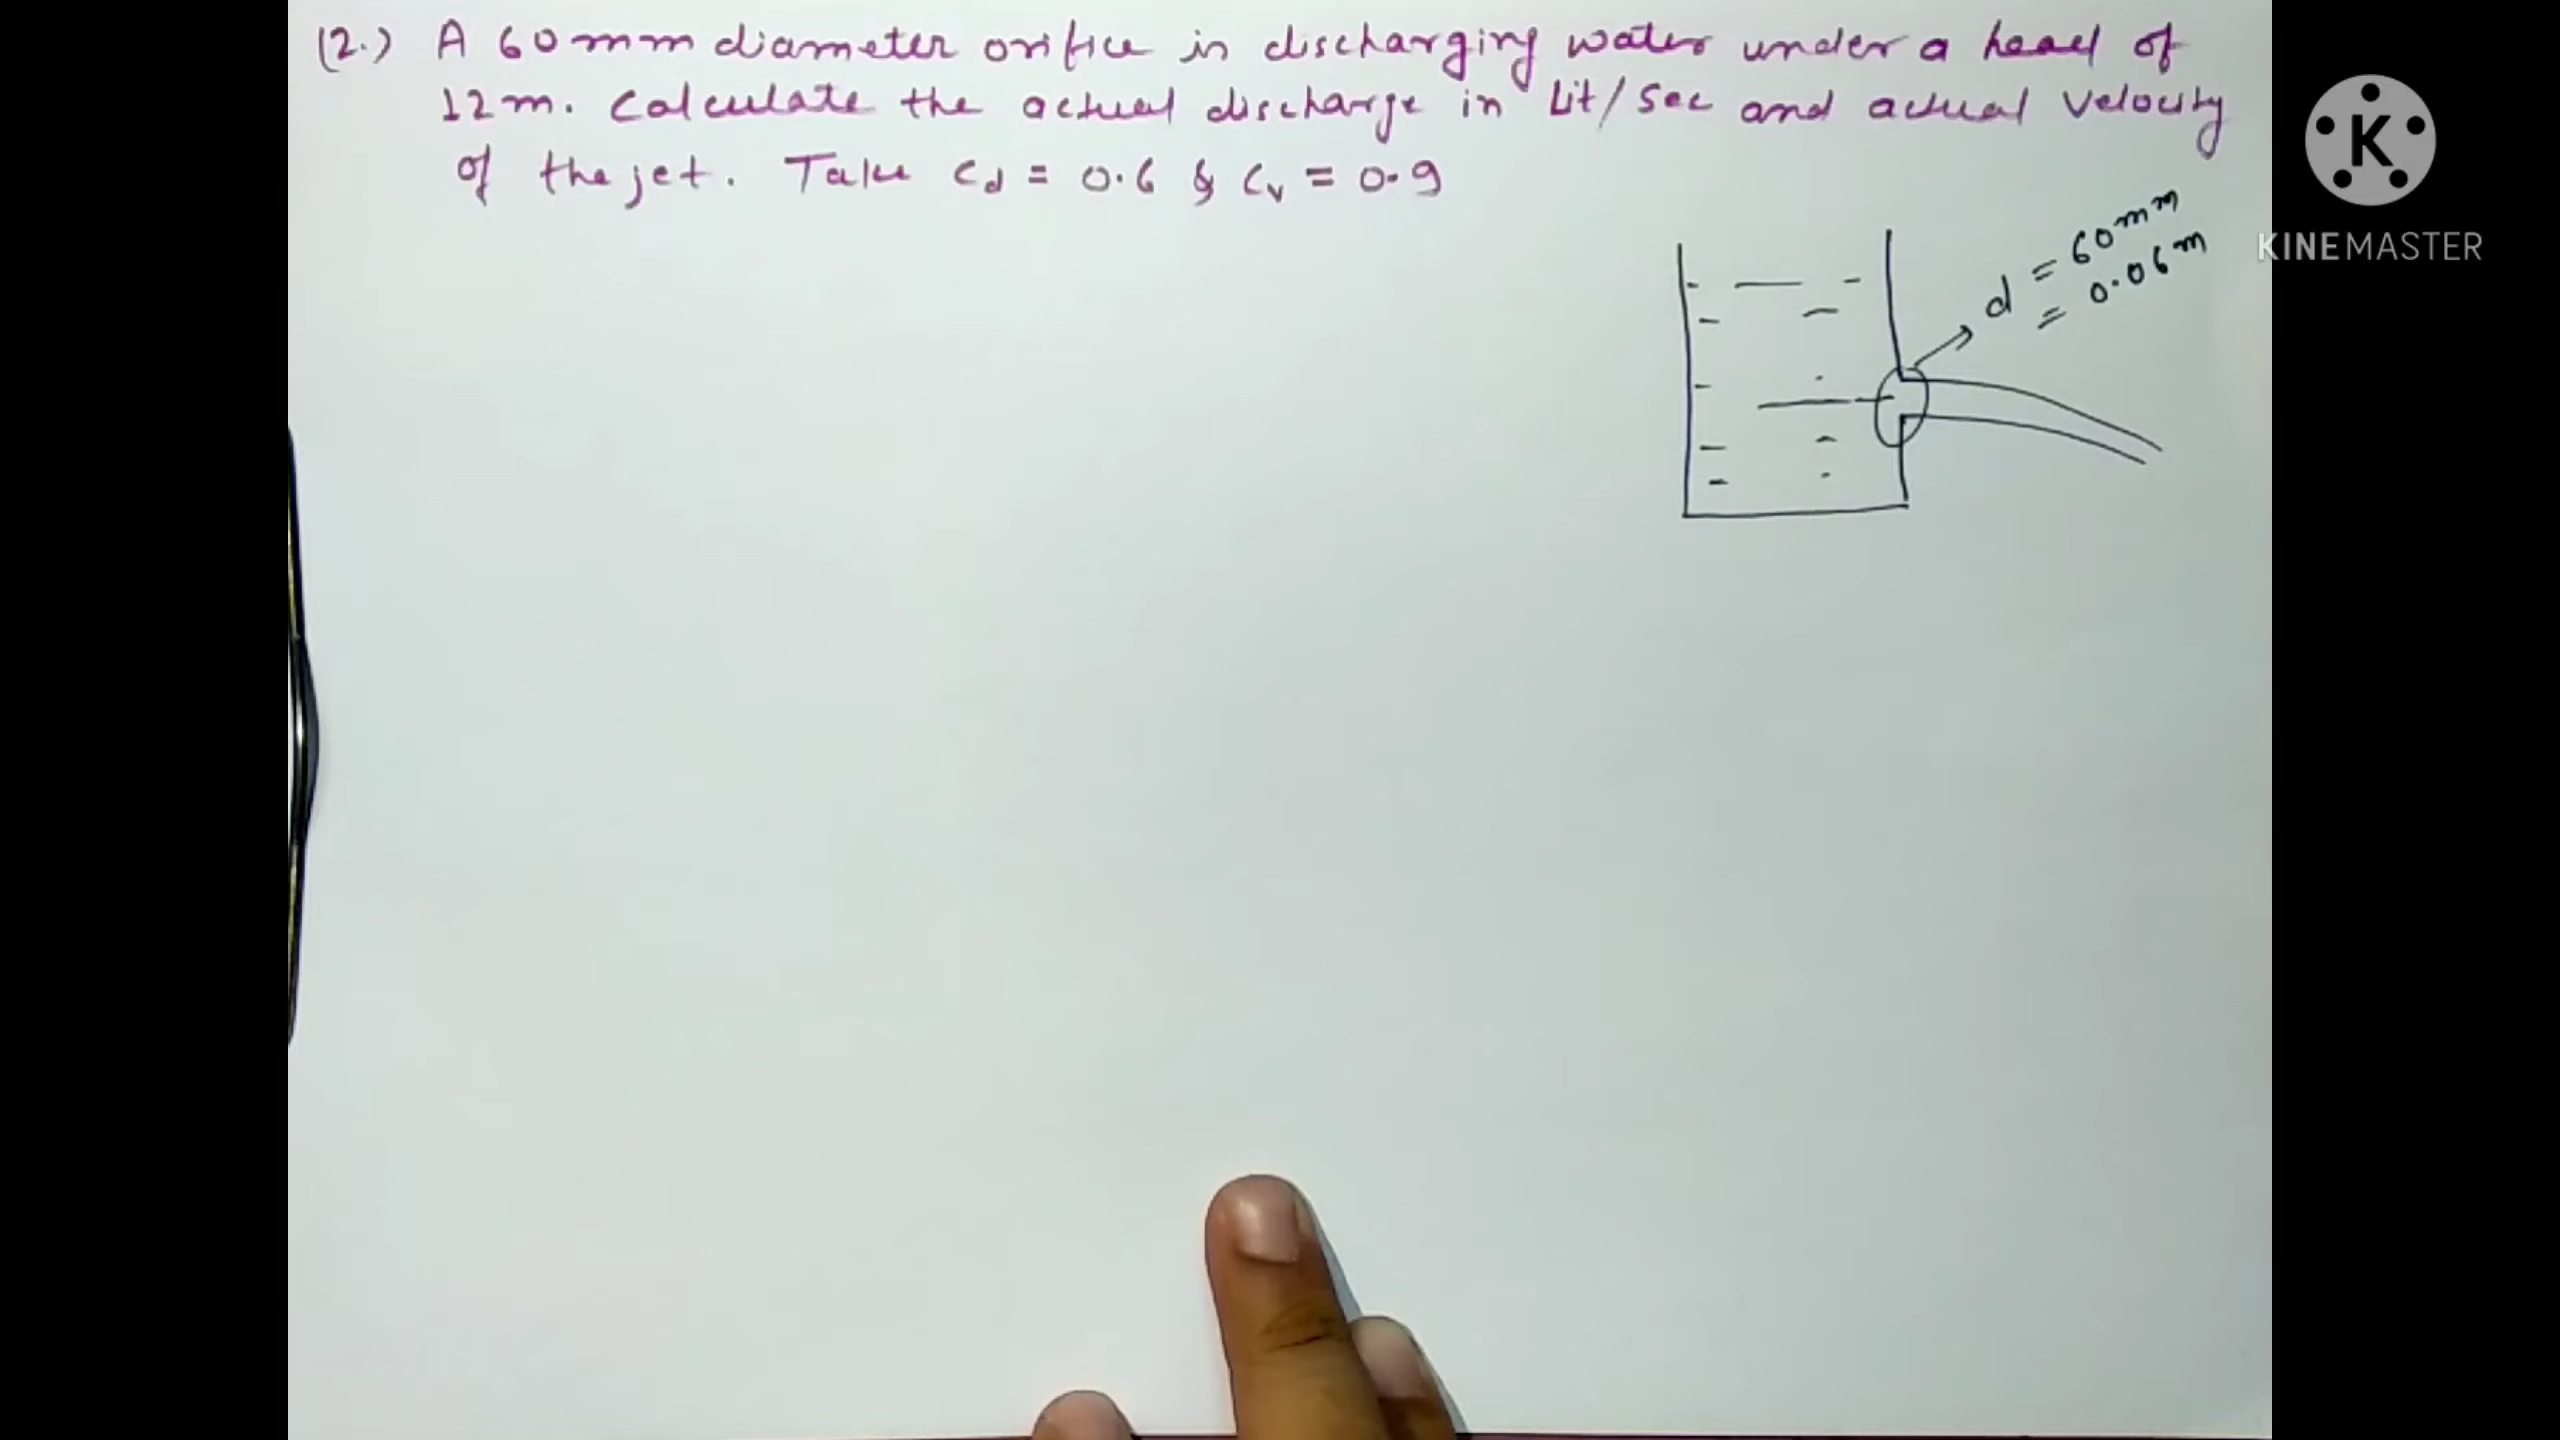 (2.) A 60mm diameter orifice is discharging water under a head of
12m. Calculate the actual discharge in Lit/Sec and actual Velocity
of the jet. Take Cd = 0.6 & Cv = 0.9
d = 60mm
= 0.06m
K
KINEMASTER